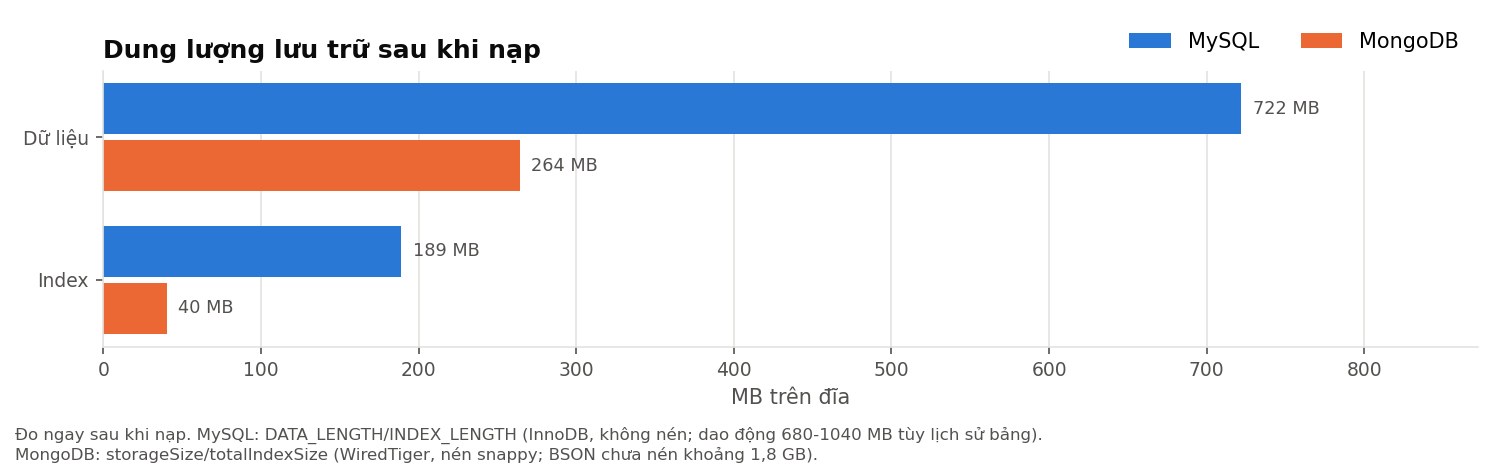 Dung lượng lưu trữ sau khi nạp
MySQL
MongoDB
Dữ liệu
722 MB
264 MB
Index
189 MB
40 MB
0 100 200 300 400 500 600 700 800
MB trên đĩa
Đo ngay sau khi nạp. MySQL: DATA_LENGTH/INDEX_LENGTH (InnoDB, không nén; dao động 680-1040 MB tùy lịch sử bảng).
MongoDB: storageSize/totalIndexSize (WiredTiger, nén snappy; BSON chưa nén khoảng 1,8 GB).